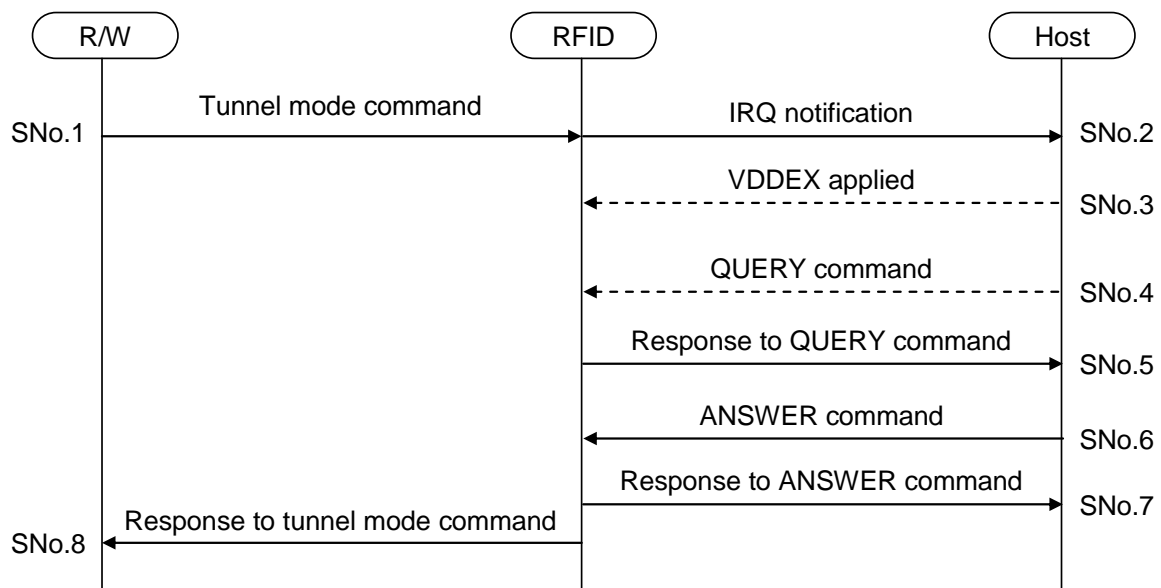 R/W
RFID
Host
Tunnel mode command
IRQ notification
SNo.1
SNo.2
VDDEX applied
SNo.3
QUERY command
SNo.4
Response to QUERY command
SNo.5
ANSWER command
SNo.6
Response to ANSWER command
SNo.7
Response to tunnel mode command
SNo.8